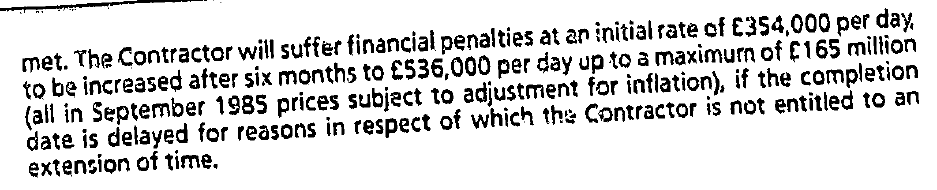 met. The Contractor will suffer financial penalties at an initial rate of £354,000 per day,
to be increased after six months to £536,000 per day up to a maximum of £165 million
(all in September 1985 prices subject to adjustment for inflation), if the completion
date is delayed for reasons in respect of which the Contractor is not entitled to an
extension of time.